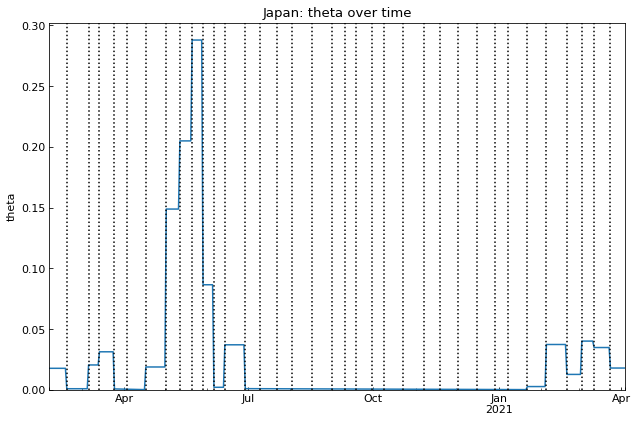 Japan: theta over time
theta
0.30
0.25
0.20
0.15
0.10
0.05
0.00
Apr
Jul
Oct
Jan
2021
Apr